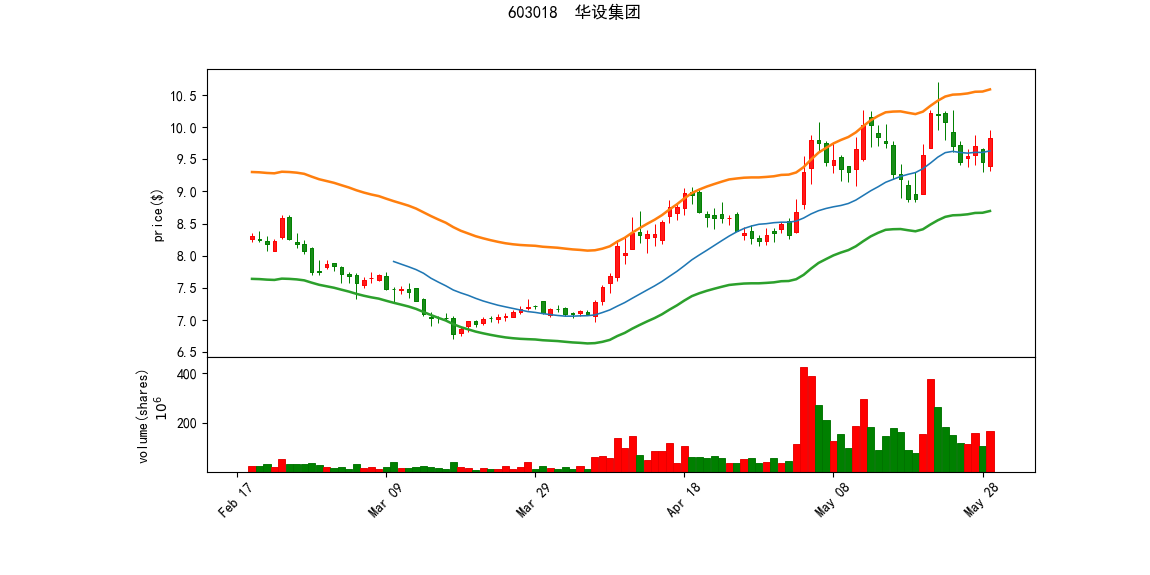 603018 华设集团
price($)
10.5
10.0
9.5
9.0
8.5
8.0
7.5
7.0
6.5
volume(shares)
10^6
400
200
Feb 17
Mar 09
Mar 29
Apr 18
May 08
May 28